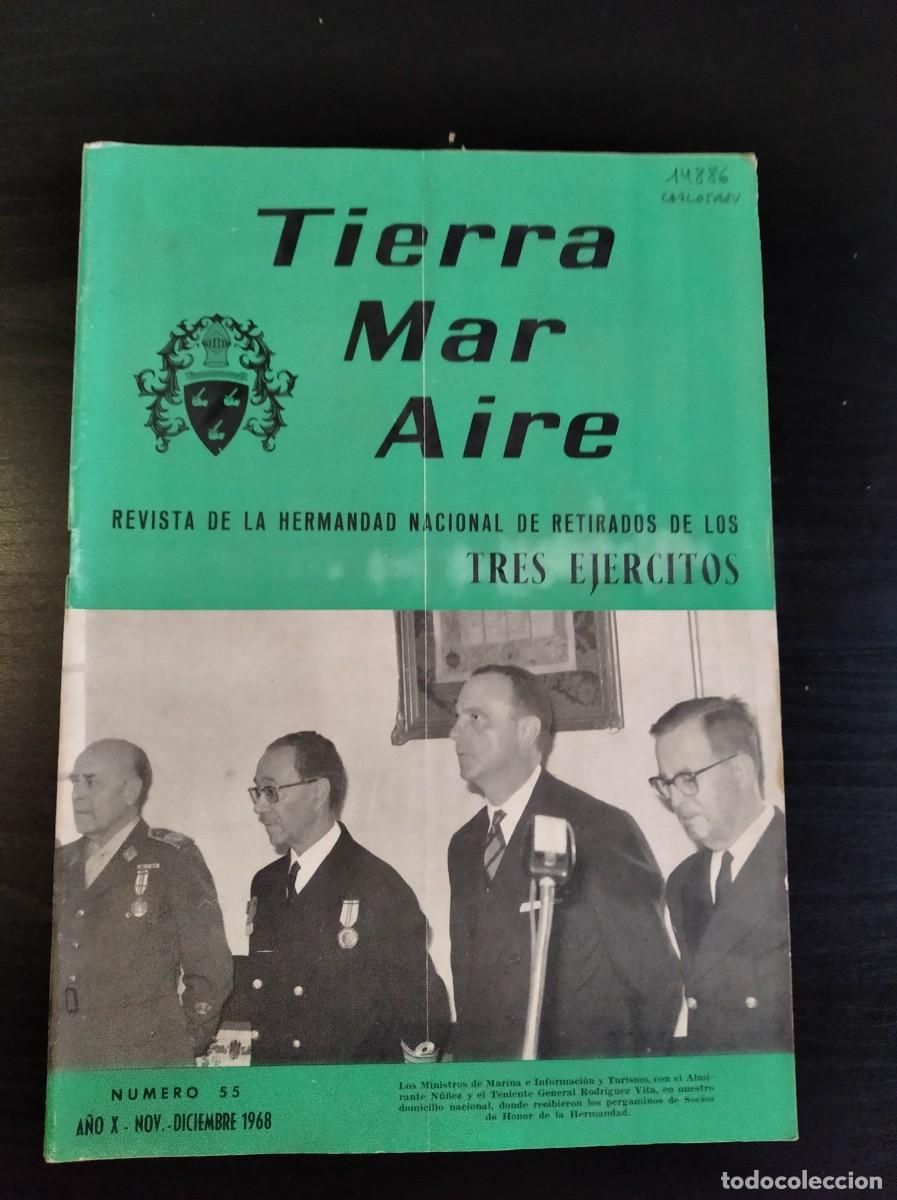 14.886
Tierra
Mar
Aire
REVISTA DE LA HERMANDAD NACIONAL DE RETIRADOS DE LOS
TRES EJERCITOS
NUMERO 55
AÑO X - NOV.-DICIEMBRE 1968
Los Ministros de Marina e Información y Turismo, con el Almi-
rante Núñez y el Teniente General Rodríguez Vita, en nuestro
domicilio nacional, donde recibieron los pergaminos de Socios
de Honor de la Hermandad.
todocoleccion